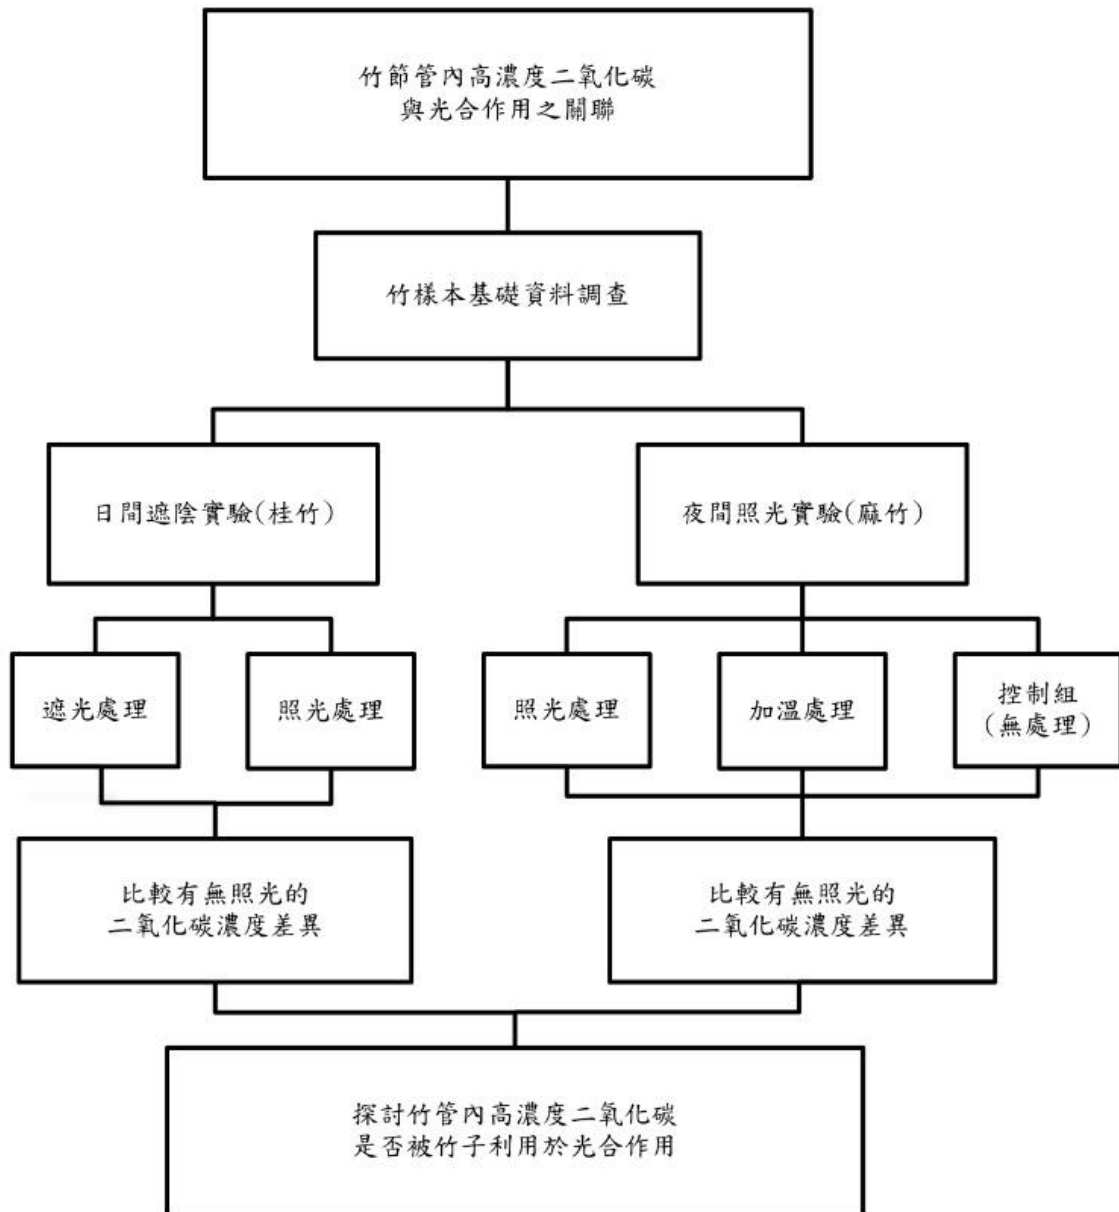 竹節管內高濃度二氧化碳
與光合作用之關聯
竹樣本基礎資料調查
日間遮陰實驗(桂竹)
夜間照光實驗(麻竹)
遮光處理
照光處理
照光處理
加溫處理
控制組
(無處理)
比較有無照光的
二氧化碳濃度差異
比較有無照光的
二氧化碳濃度差異
探討竹管內高濃度二氧化碳
是否被竹子利用於光合作用